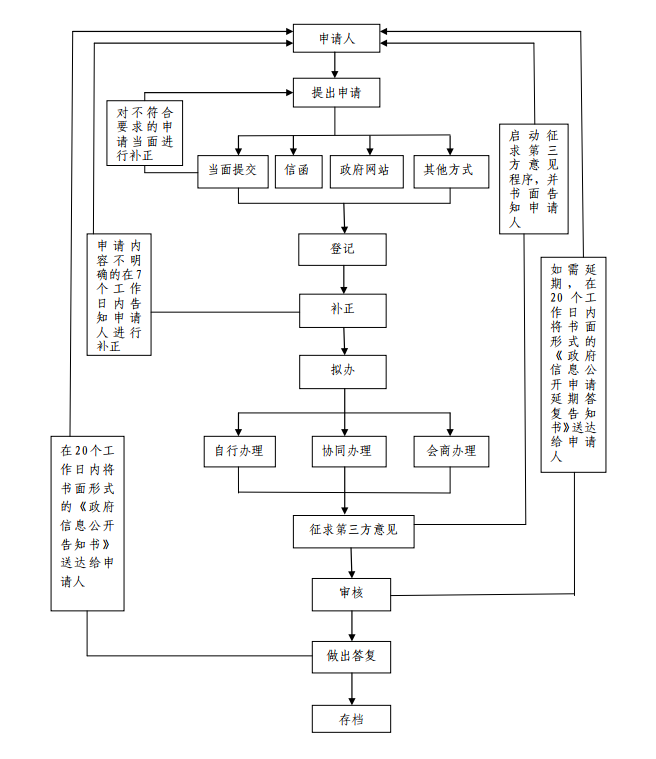 申请人
提出申请
对不符合
要求的申
请当面进
行补正
当面提交
信函
政府网站
其他方式
启动征
求第三
方意见
程序，并
书面告
知申请
人
登记
申请内
容不明
确的在7
个工作
日内告
知申请
人进行
补正
补正
如需延
期，在
20个工
作日内
将书面
形式的
《政府
信息公
开申请
延期答
复告知
书》送达
给申请
人
拟办
自行办理
协同办理
会商办理
在20个工
作日内将
书面形式
的《政府
信息公开
告知书》
送达给申
请人
征求第三方意见
审核
做出答复
存档